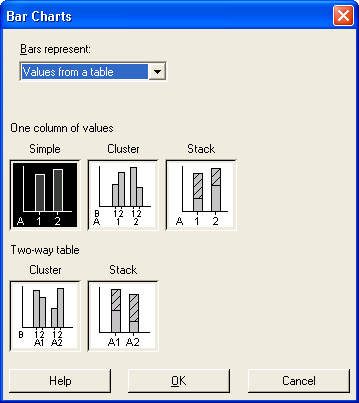 Bar Charts
Bars represent:
Values from a table
One column of values
Simple Cluster Stack
A 1 2
B 12 12
A 1 2
A 1 2
Two-way table
Cluster Stack
B 12 12
A1 A2
A1 A2
Help OK Cancel